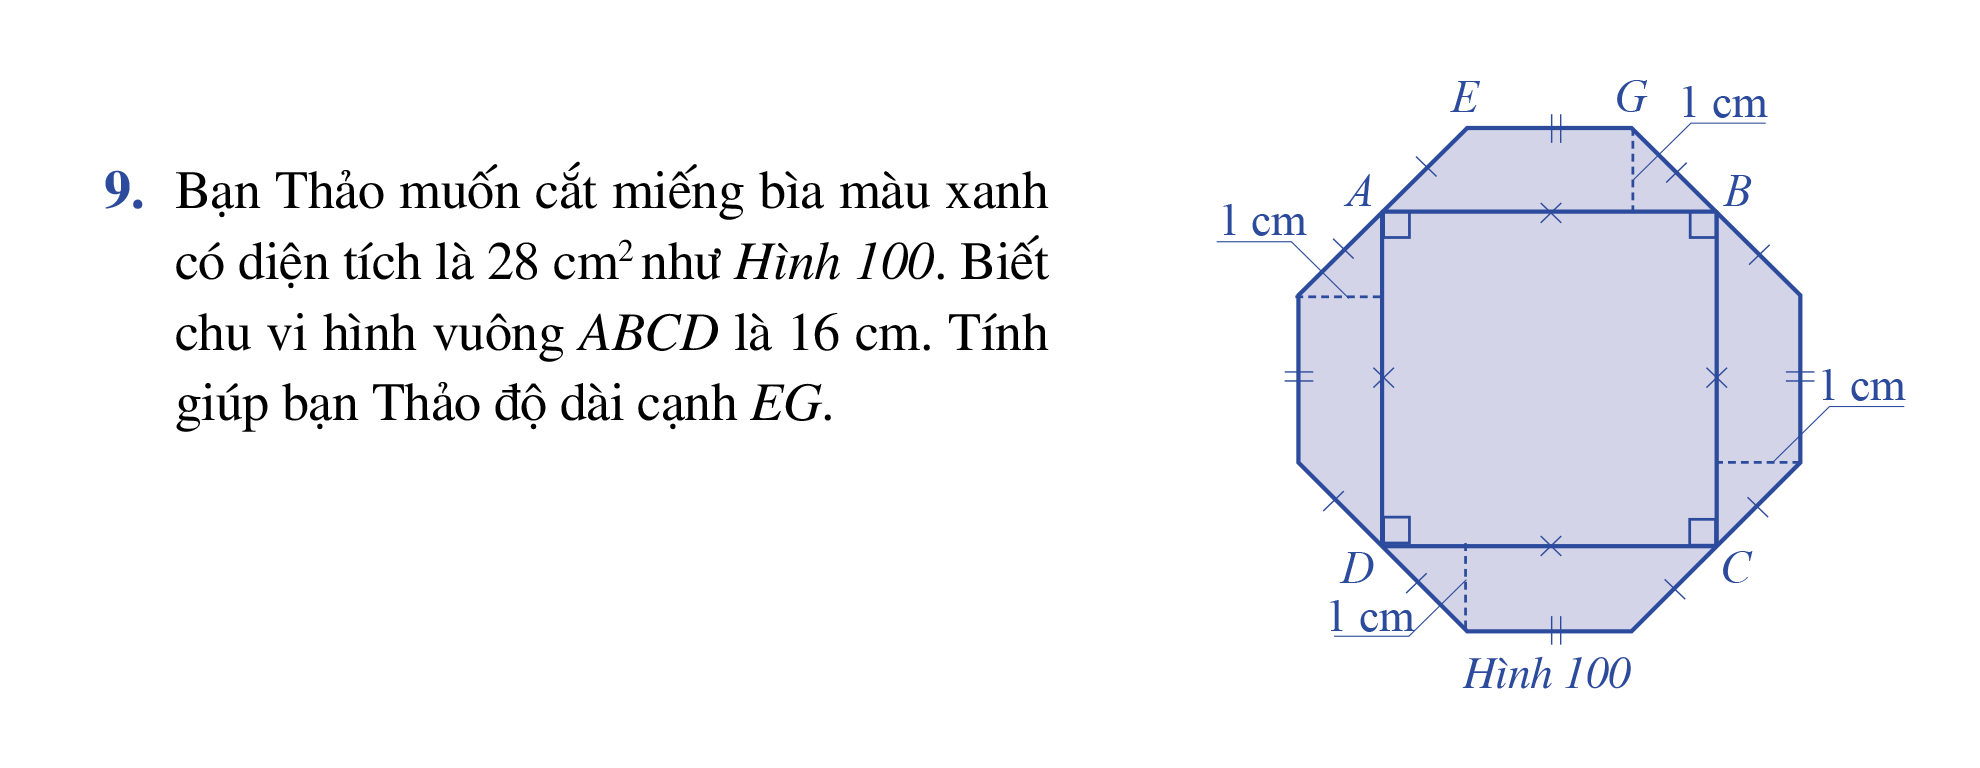 9. Bạn Thảo muốn cắt miếng bìa màu xanh
có diện tích là 28 cm² như Hình 100. Biết
chu vi hình vuông ABCD là 16 cm. Tính
giúp bạn Thảo độ dài cạnh EG.
E G 1 cm
A B
1 cm
1 cm
D C
1 cm
Hình 100